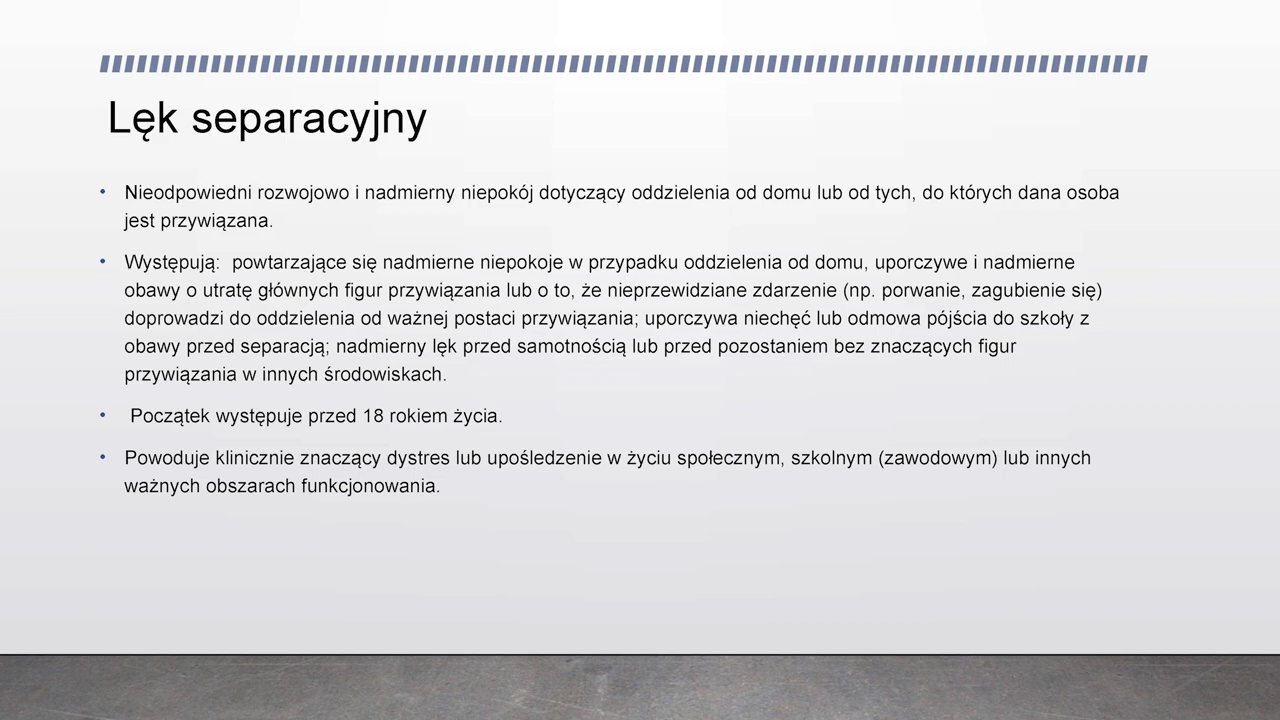 Lęk separacyjny
• Nieodpowiedni rozwojowo i nadmierny niepokój dotyczący oddzielenia od domu lub od tych, do których dana osoba
jest przywiązana.
• Występują:  powtarzające się nadmierne niepokoje w przypadku oddzielenia od domu, uporczywe i nadmierne
obawy o utratę głównych figur przywiązania lub o to, że nieprzewidziane zdarzenie (np. porwanie, zagubienie się)
doprowadzi do oddzielenia od ważnej postaci przywiązania; uporczywa niechęć lub odmowa pójścia do szkoły z
obawy przed separacją; nadmierny lęk przed samotnością lub przed pozostaniem bez znaczących figur
przywiązania w innych środowiskach.
• Początek występuje przed 18 rokiem życia.
• Powoduje klinicznie znaczący dystres lub upośledzenie w życiu społecznym, szkolnym (zawodowym) lub innych
ważnych obszarach funkcjonowania.